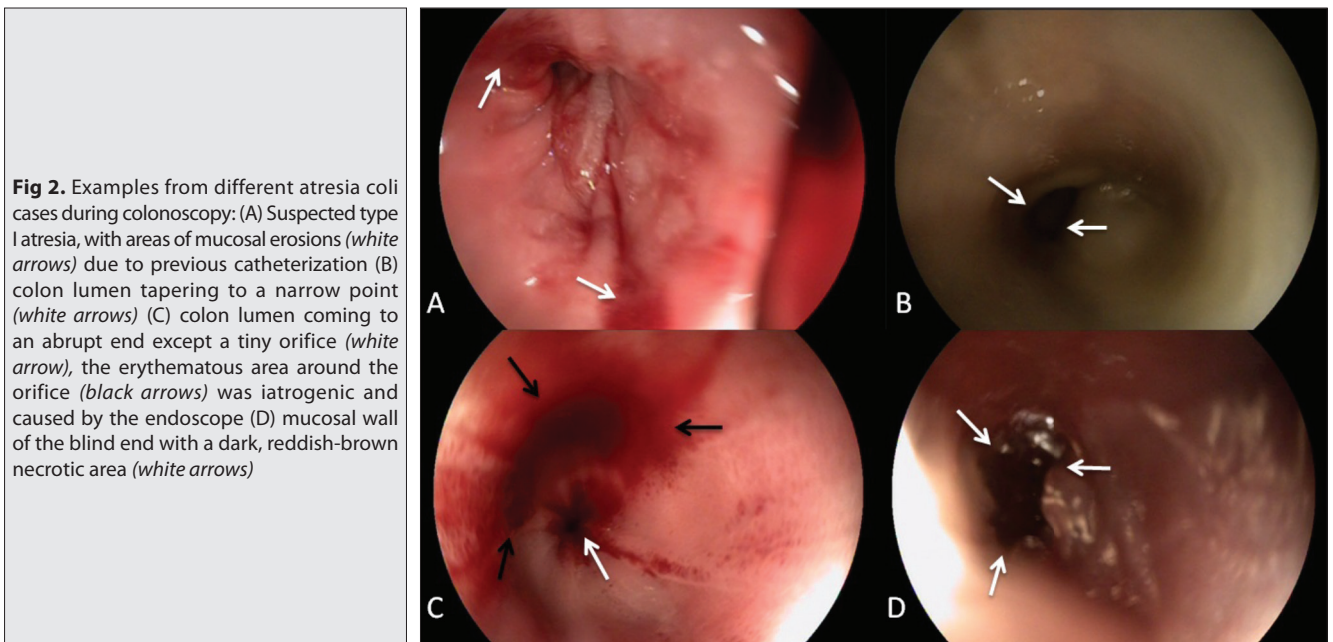 Fig 2. Examples from different atresia coli
cases during colonoscopy: (A) Suspected type
I atresia, with areas of mucosal erosions (white
arrows) due to previous catheterization (B)
colon lumen tapering to a narrow point
(white arrows) (C) colon lumen coming to
an abrupt end except a tiny orifice (white
arrow), the erythematous area around the
orifice (black arrows) was iatrogenic and
caused by the endoscope (D) mucosal wall
of the blind end with a dark, reddish-brown
necrotic area (white arrows)
A
B
C
D